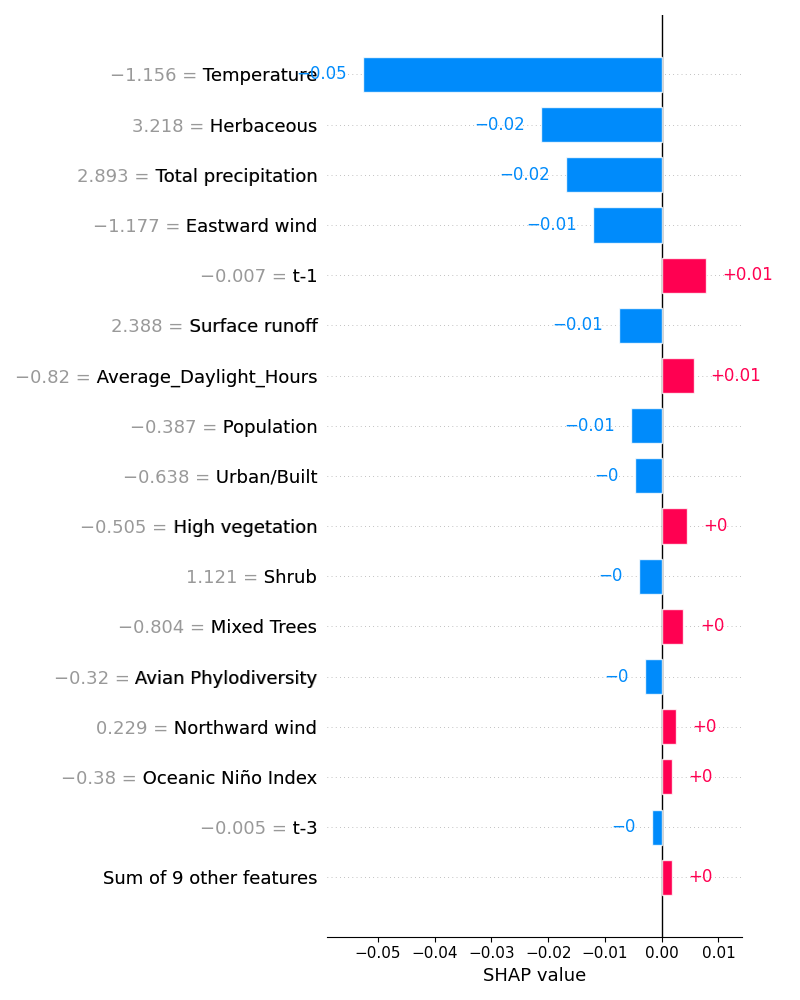 −1.156 = Temperature −0.05
3.218 = Herbaceous −0.02
2.893 = Total precipitation −0.02
−1.177 = Eastward wind −0.01
−0.007 = t-1 +0.01
2.388 = Surface runoff −0.01
−0.82 = Average_Daylight_Hours +0.01
−0.387 = Population −0.01
−0.638 = Urban/Built −0
−0.505 = High vegetation +0
1.121 = Shrub −0
−0.804 = Mixed Trees +0
−0.32 = Avian Phylodiversity −0
0.229 = Northward wind +0
−0.38 = Oceanic Niño Index +0
−0.005 = t-3 −0
Sum of 9 other features +0
−0.05 −0.04 −0.03 −0.02 −0.01 0.00 0.01
SHAP value